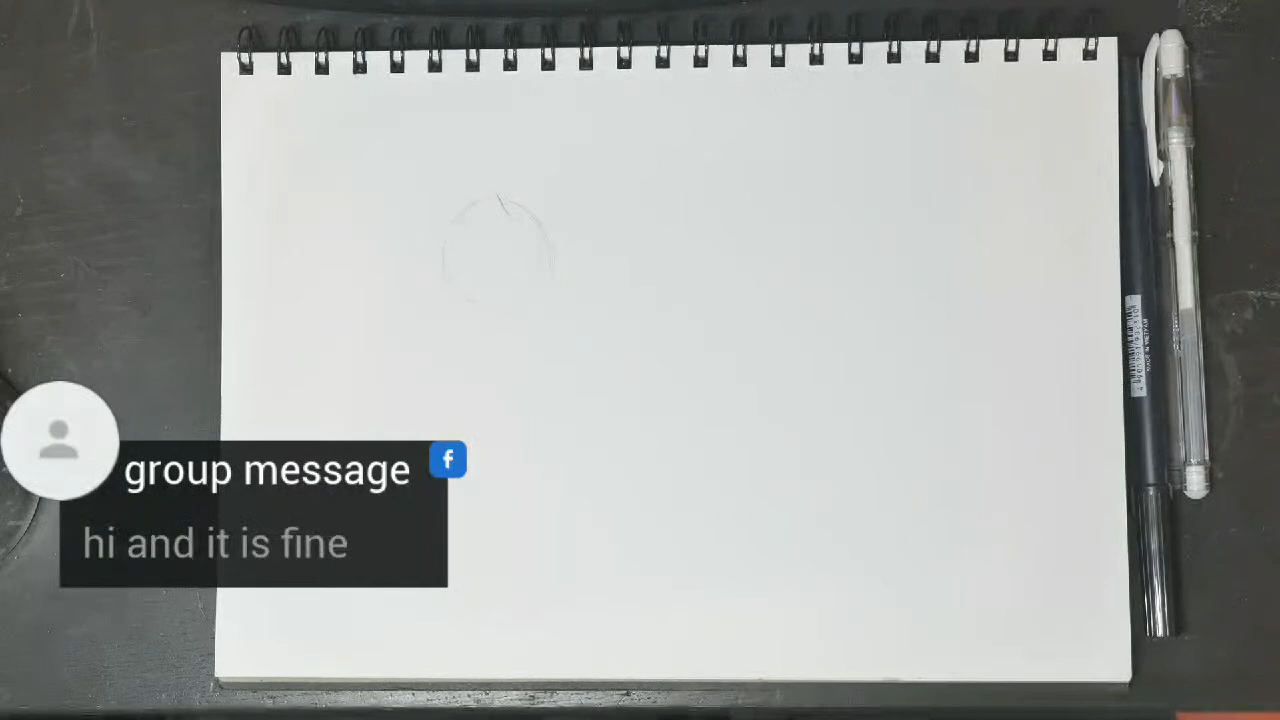 group message f
hi and it is fine